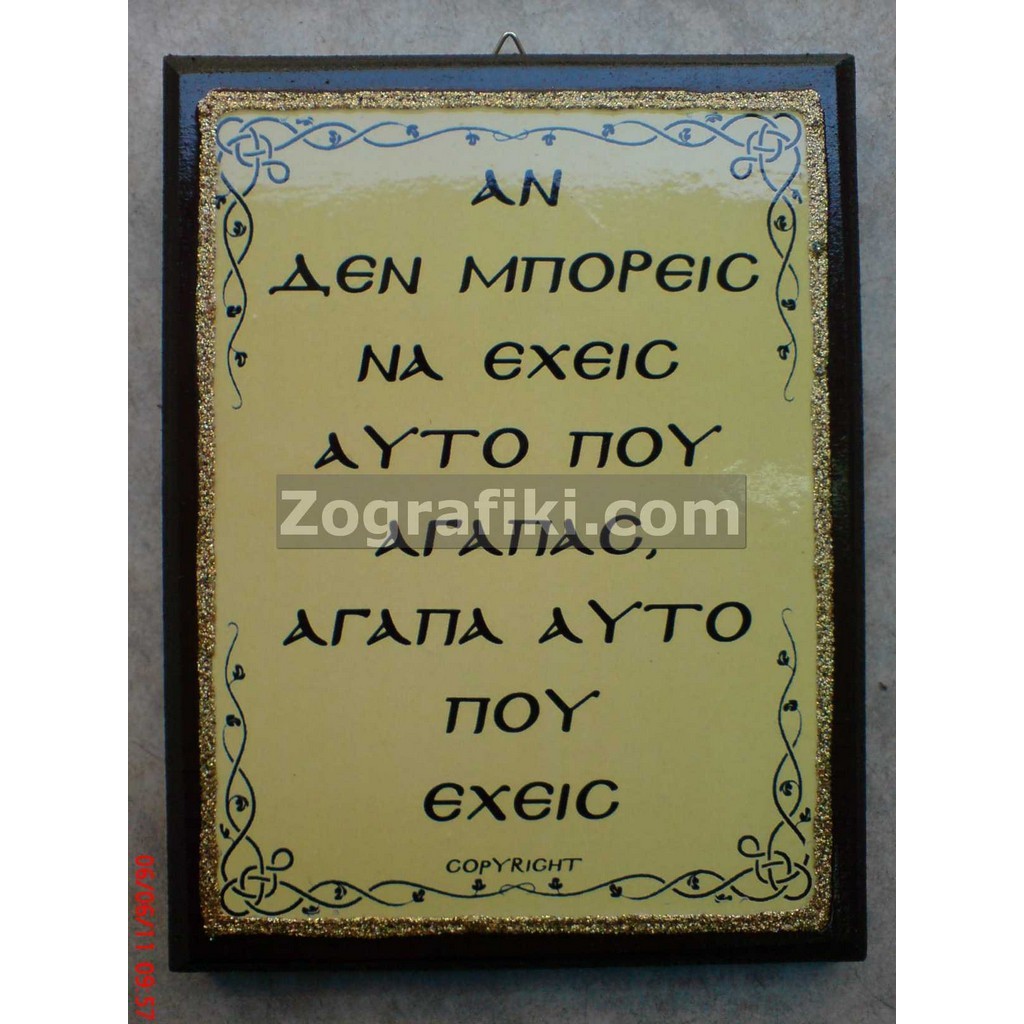 ΑΝ
ΔΕΝ ΜΠΟΡΕΙϹ
ΝΑ ΕΧΕΙϹ
ΑΥΤΟ ΠΟΥ
Zografiki.com
ΑΓΑΠΑϹ,
ΑΓΑΠΑ ΑΥΤΟ
ΠΟΥ
ΕΧΕΙϹ
COPYRIGHT
06/06/11 09:57